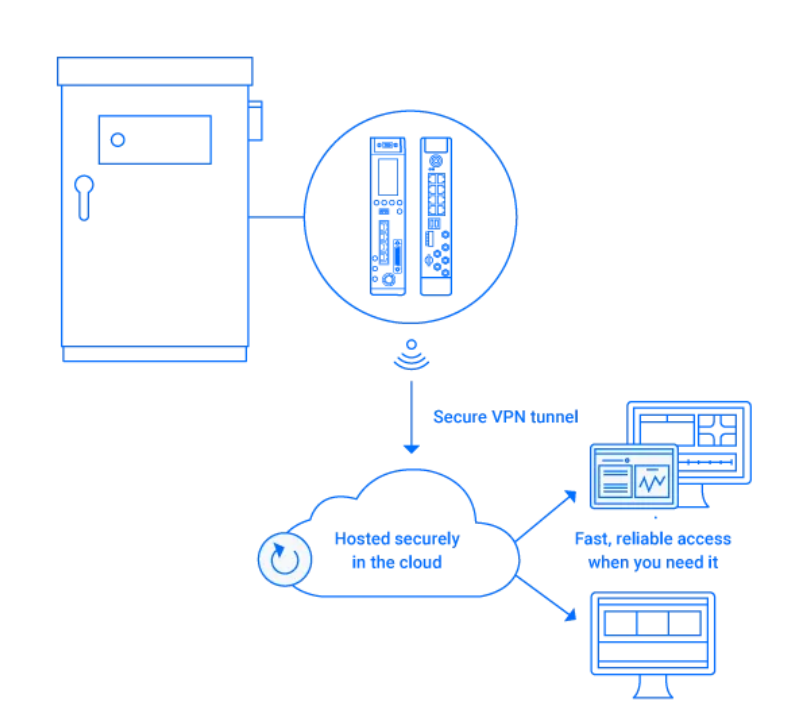 Secure VPN tunnel
Hosted securely
in the cloud
Fast, reliable access
when you need it